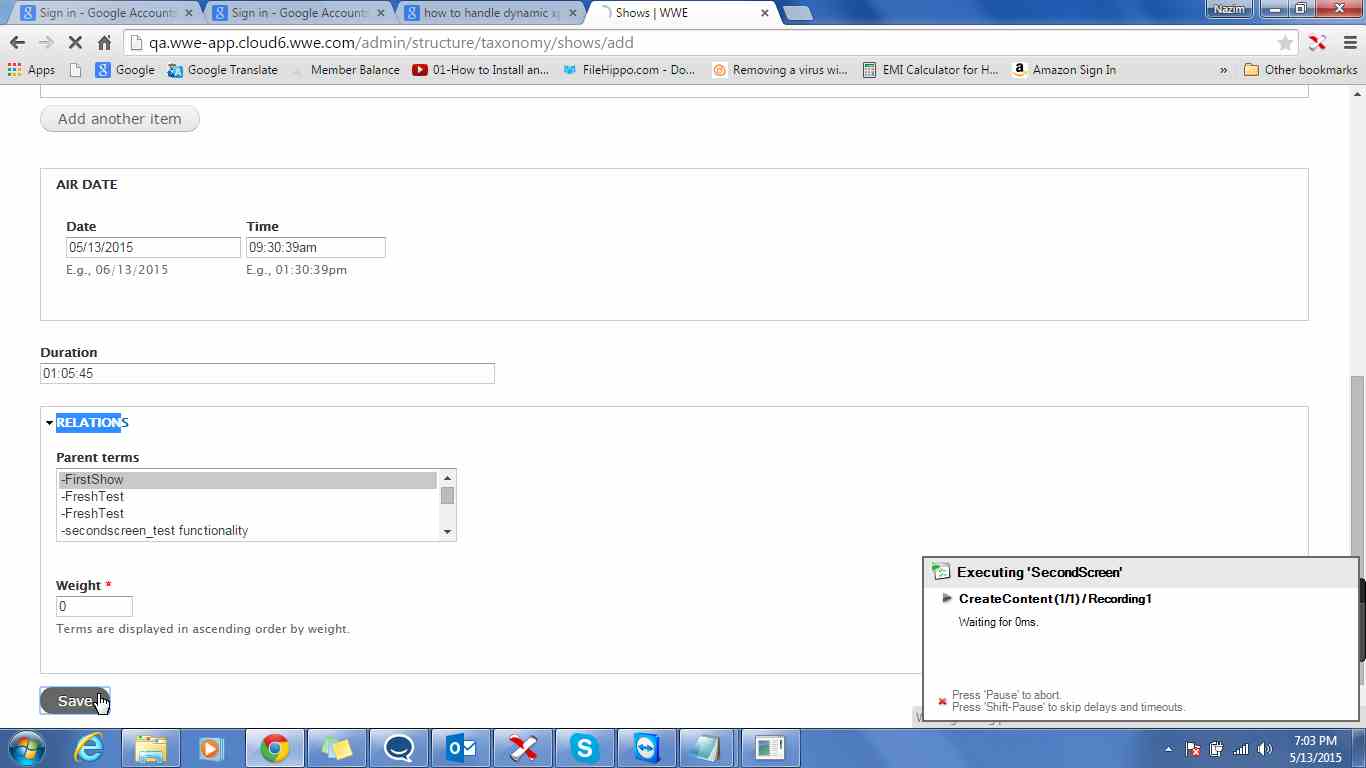 Sign in - Google Accounts
Sign in - Google Accounts
how to handle dynamic
Shows | WWE
Nazim
qa.wwe-app.cloud6.wwe.com/admin/structure/taxonomy/shows/add
Apps
Google
Google Translate
Member Balance
01-How to Install an...
FileHippo.com - Do...
Removing a virus wi...
EMI Calculator for H...
Amazon Sign In
»
Other bookmarks
Add another item
AIR DATE
Date Time
05/13/2015 09:30:39am
E.g., 06/13/2015 E.g., 01:30:39pm
Duration
01:05:45
RELATIONS
Parent terms
-FirstShow
-FreshTest
-FreshTest
-secondscreen_test functionality
Weight *
0
Terms are displayed in ascending order by weight.
Save
Executing 'SecondScreen'
CreateContent (1/1) / Recording1
Waiting for 0ms.
Press 'Pause' to abort.
Press 'Shift-Pause' to skip delays and timeouts.
7:03 PM
5/13/2015